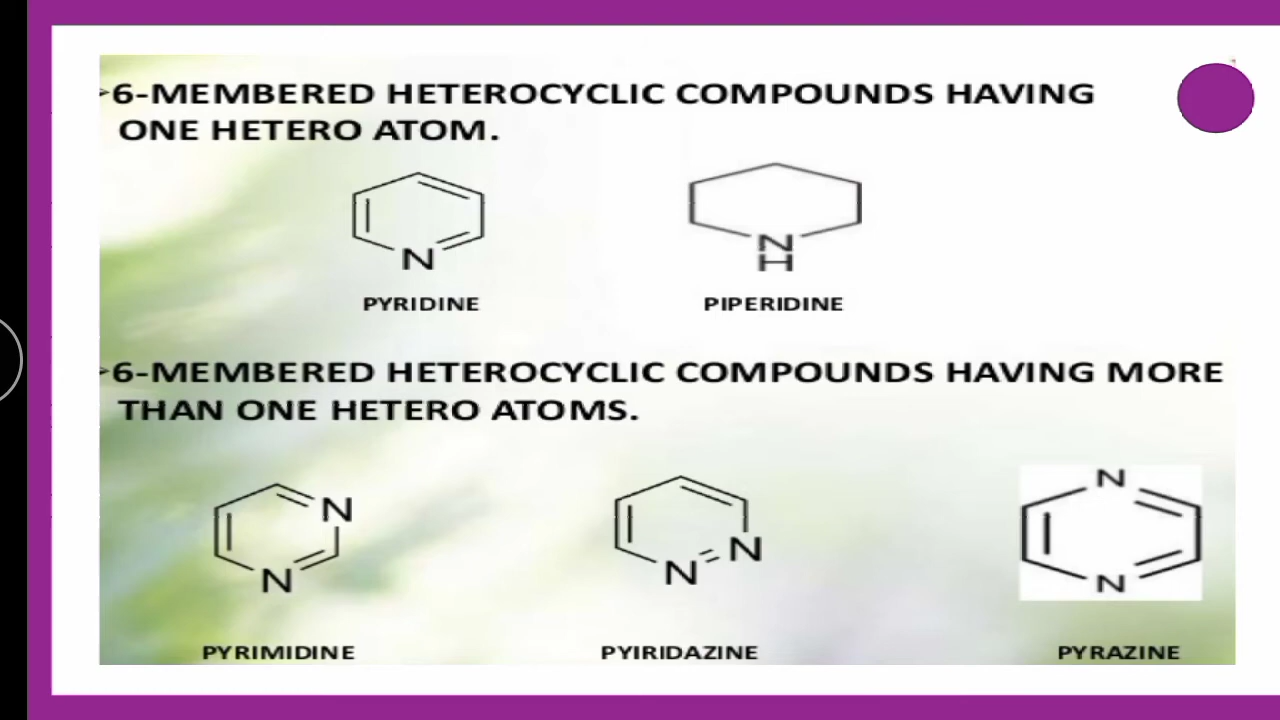 6-MEMBERED HETEROCYCLIC COMPOUNDS HAVING
ONE HETERO ATOM.
N
N
H
PYRIDINE
PIPERIDINE
6-MEMBERED HETEROCYCLIC COMPOUNDS HAVING MORE
THAN ONE HETERO ATOMS.
N
N
N
N
N
N
PYRIMIDINE
PYIRIDAZINE
PYRAZINE